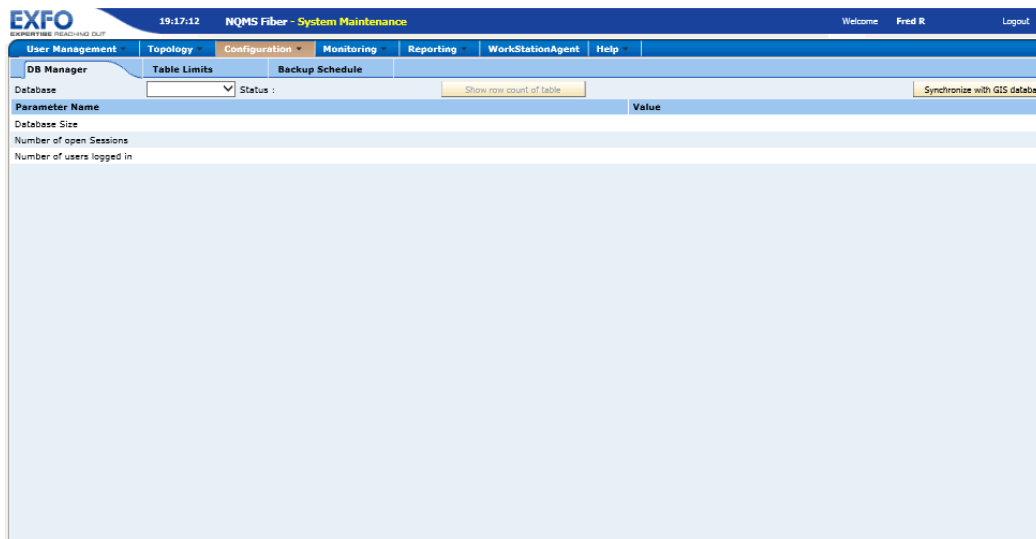 EXFO 19:17:12 NQMS Fiber - System Maintenance Welcome Fred R Logout
EXPERTISE REACHING OUT
User Management Topology Configuration Monitoring Reporting WorkStationAgent Help
DB Manager Table Limits Backup Schedule
Database Status : Show row count of table Synchronize with GIS databa
Parameter Name Value
Database Size
Number of open Sessions
Number of users logged in